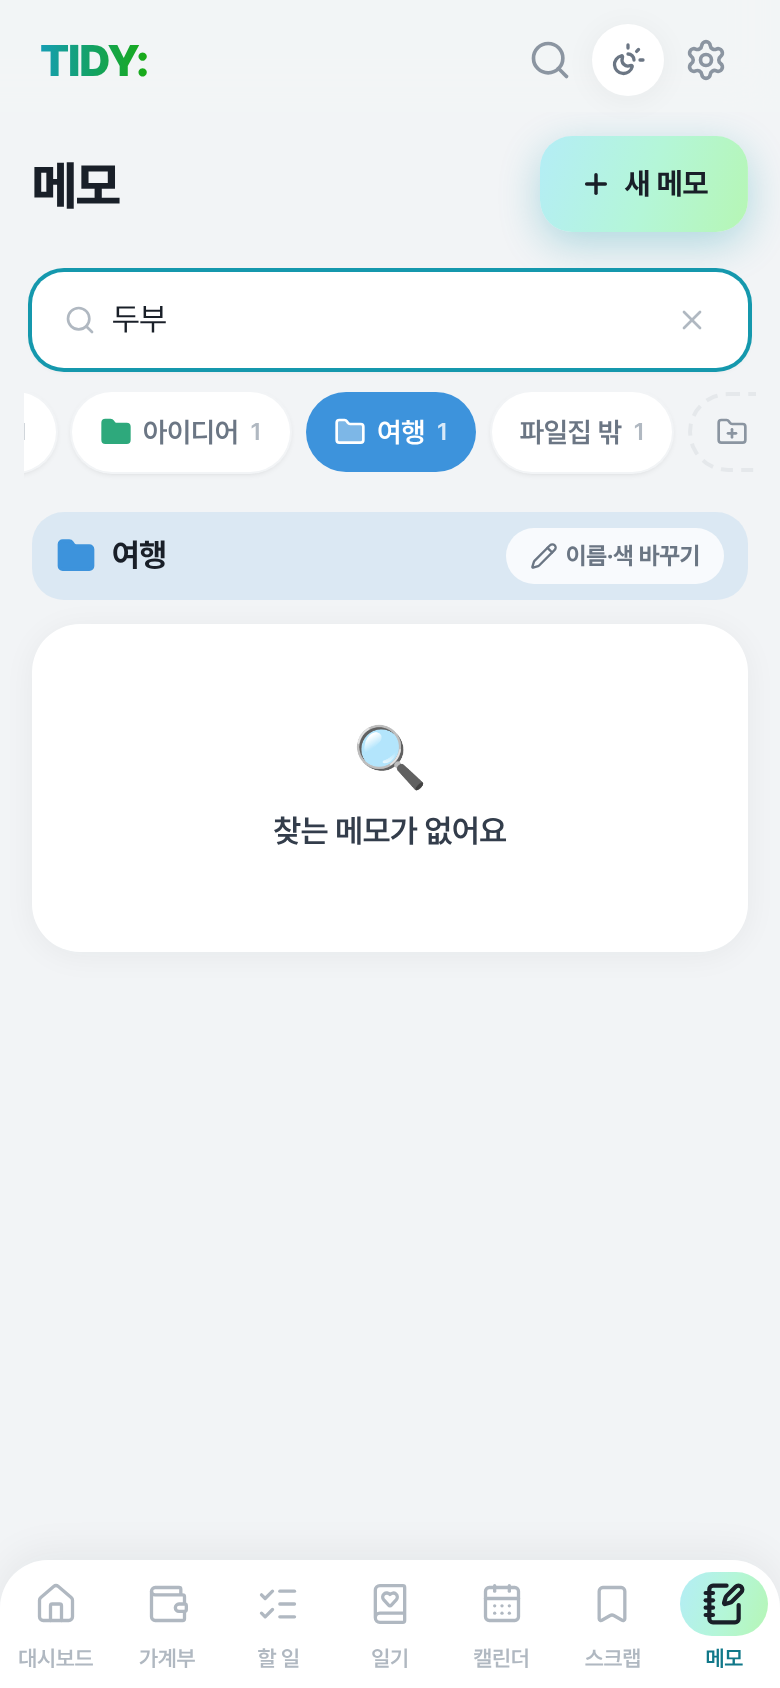 TIDY:
메모
+ 새 메모
두부
아이디어 1
여행 1
파일집 밖 1
여행
이름·색 바꾸기
찾는 메모가 없어요
대시보드
가계부
할 일
일기
캘린더
스크랩
메모